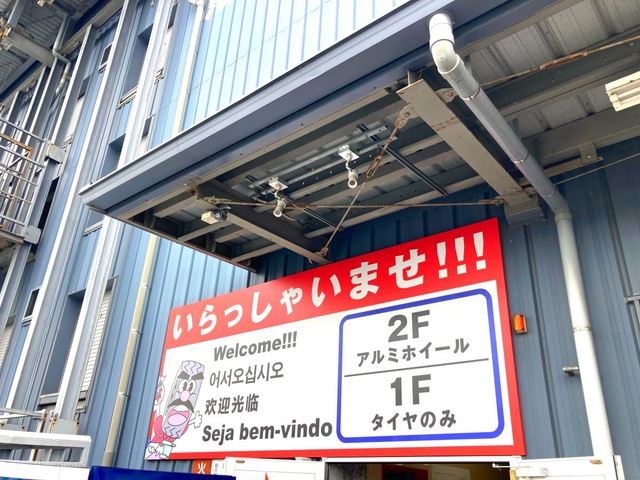 いらっしゃいませ!!!
Welcome!!!
어서오십시오
欢迎光临
Seja bem-vindo
2F
アルミホイール
1F
タイヤのみ
火